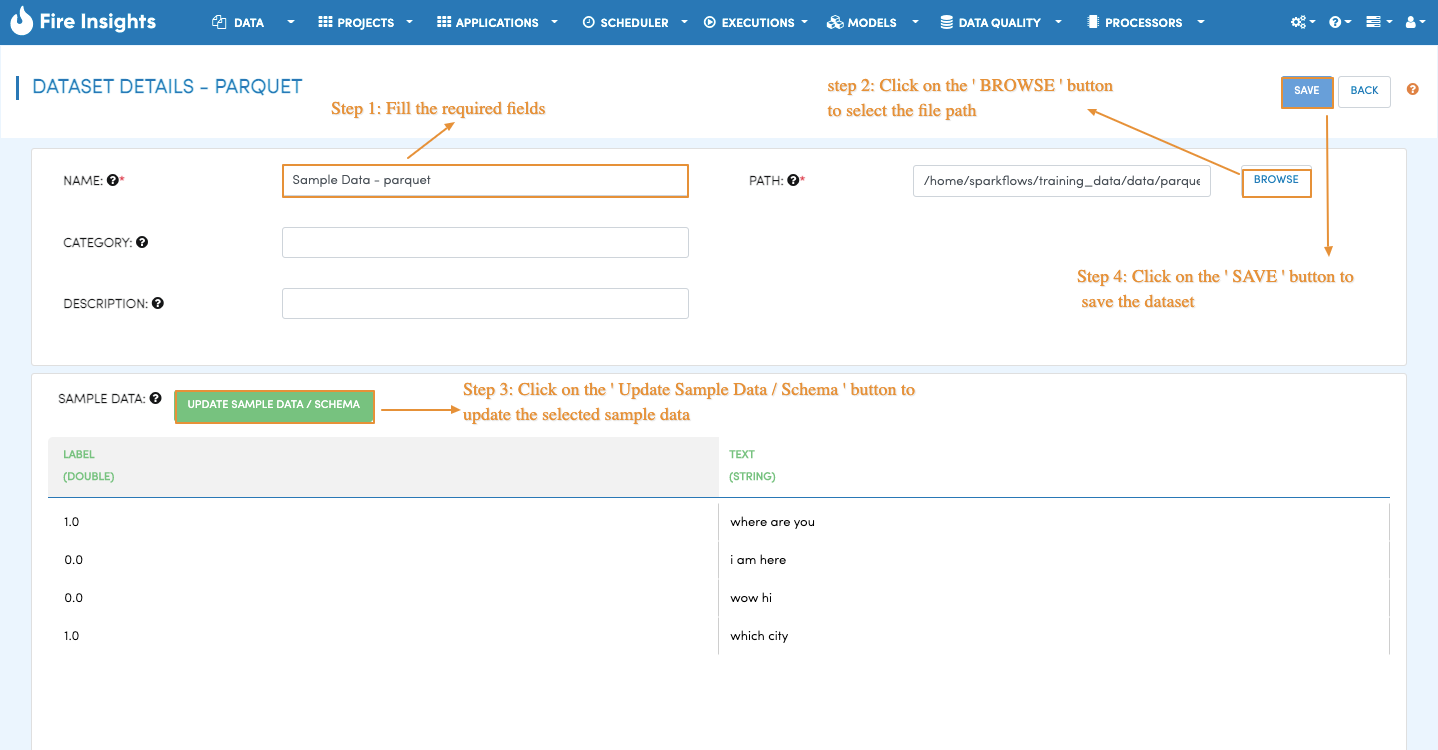 Fire Insights DATA PROJECTS APPLICATIONS SCHEDULER EXECUTIONS MODELS DATA QUALITY PROCESSORS
DATASET DETAILS - PARQUET
Step 1: Fill the required fields
step 2: Click on the ' BROWSE ' button
to select the file path
SAVE BACK
NAME: * Sample Data - parquet
PATH: * /home/sparkflows/training_data/data/parque BROWSE
CATEGORY:
DESCRIPTION:
Step 4: Click on the ' SAVE ' button to
save the dataset
SAMPLE DATA: UPDATE SAMPLE DATA / SCHEMA
Step 3: Click on the ' Update Sample Data / Schema ' button to
update the selected sample data
LABEL TEXT
(DOUBLE) (STRING)
1.0 where are you
0.0 i am here
0.0 wow hi
1.0 which city